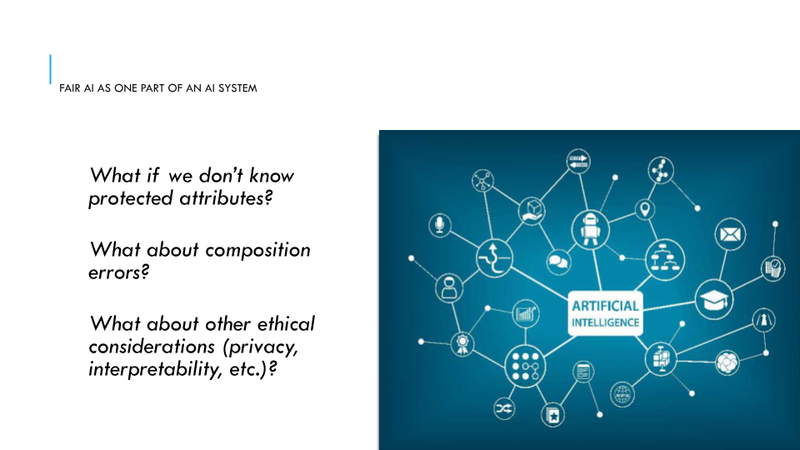 FAIR AI AS ONE PART OF AN AI SYSTEM
What if we don't know
protected attributes?
What about composition
errors?
What about other ethical
considerations (privacy,
interpretability, etc.)?
ARTIFICIAL
INTELLIGENCE